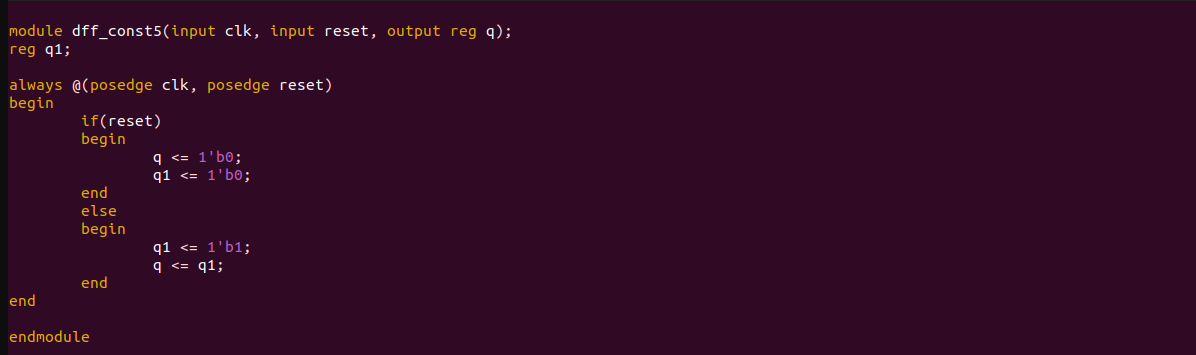 module dff_const5(input clk, input reset, output reg q);
reg q1;

always @(posedge clk, posedge reset)
begin
        if(reset)
        begin
                q <= 1'b0;
                q1 <= 1'b0;
        end
        else
        begin
                q1 <= 1'b1;
                q <= q1;
        end
end

endmodule